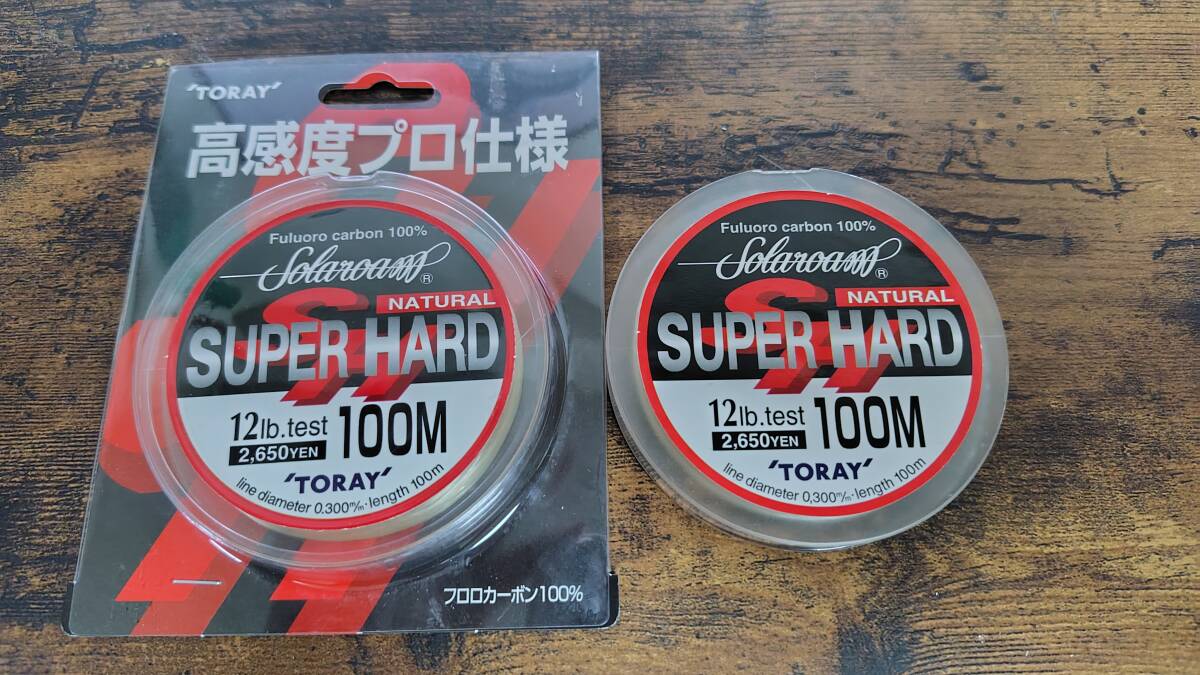 'TORAY'
高感度プロ仕様
Fuluoro carbon 100%
Solaroam®
NATURAL
SUPER HARD
12lb.test 100M
2,650YEN
'TORAY'
line diameter 0,300m/m·length 100m
フロロカーボン100%
Fuluoro carbon 100%
Solaroam®
NATURAL
SUPER HARD
12lb.test 100M
2,650YEN
'TORAY'
line diameter 0,300m/m·length 100m